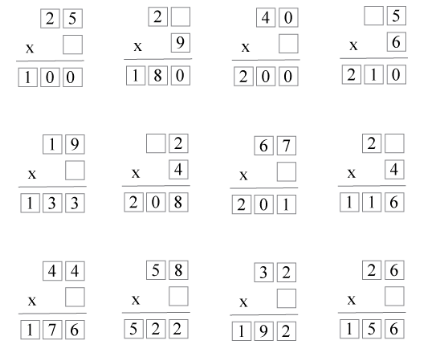 25 2 40 5
x x 9 x x 6
100 180 200 210
19 2 67 2
x x 4 x x 4
133 208 201 116
44 58 32 26
x x x x
176 522 192 156